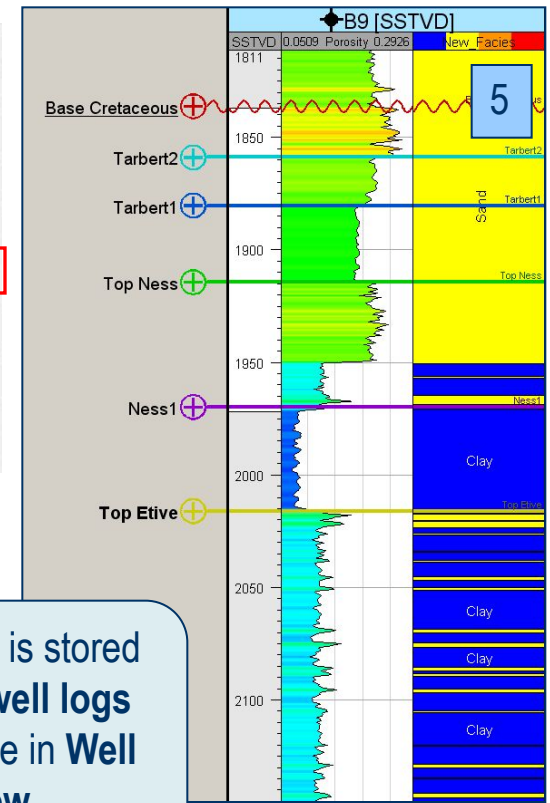 B9 [SSTVD]
SSTVD 0.0509 Porosity 0.2926 New_Facies
1811
5
Base Cretaceous
1850
Tarbert2
Tarbert2
Tarbert1
Tarbert1
Sand
1900
Top Ness
Top Ness
1950
Ness1
Ness1
Clay
2000
Top Etive
Top Etive
2050
Clay
Clay
2100
Clay
is stored
well logs
e in Well